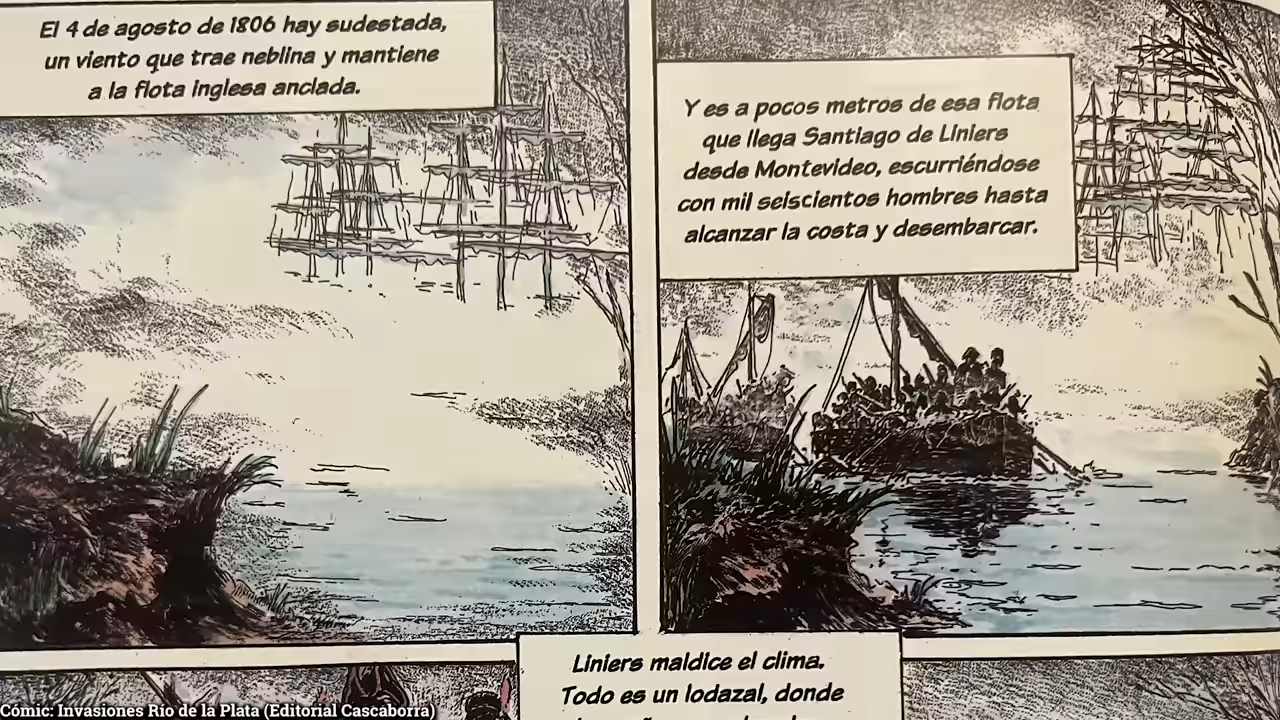 El 4 de agosto de 1806 hay sudestada,
un viento que trae neblina y mantiene
a la flota inglesa anclada.
Y es a pocos metros de esa flota
que llega Santiago de Liniers
desde Montevideo, escurriéndose
con mil seiscientos hombres hasta
alcanzar la costa y desembarcar.
Liniers maldice el clima.
Todo es un lodazal, donde
Cómic: Invasiones Río de la Plata (Editorial Cascaborra)